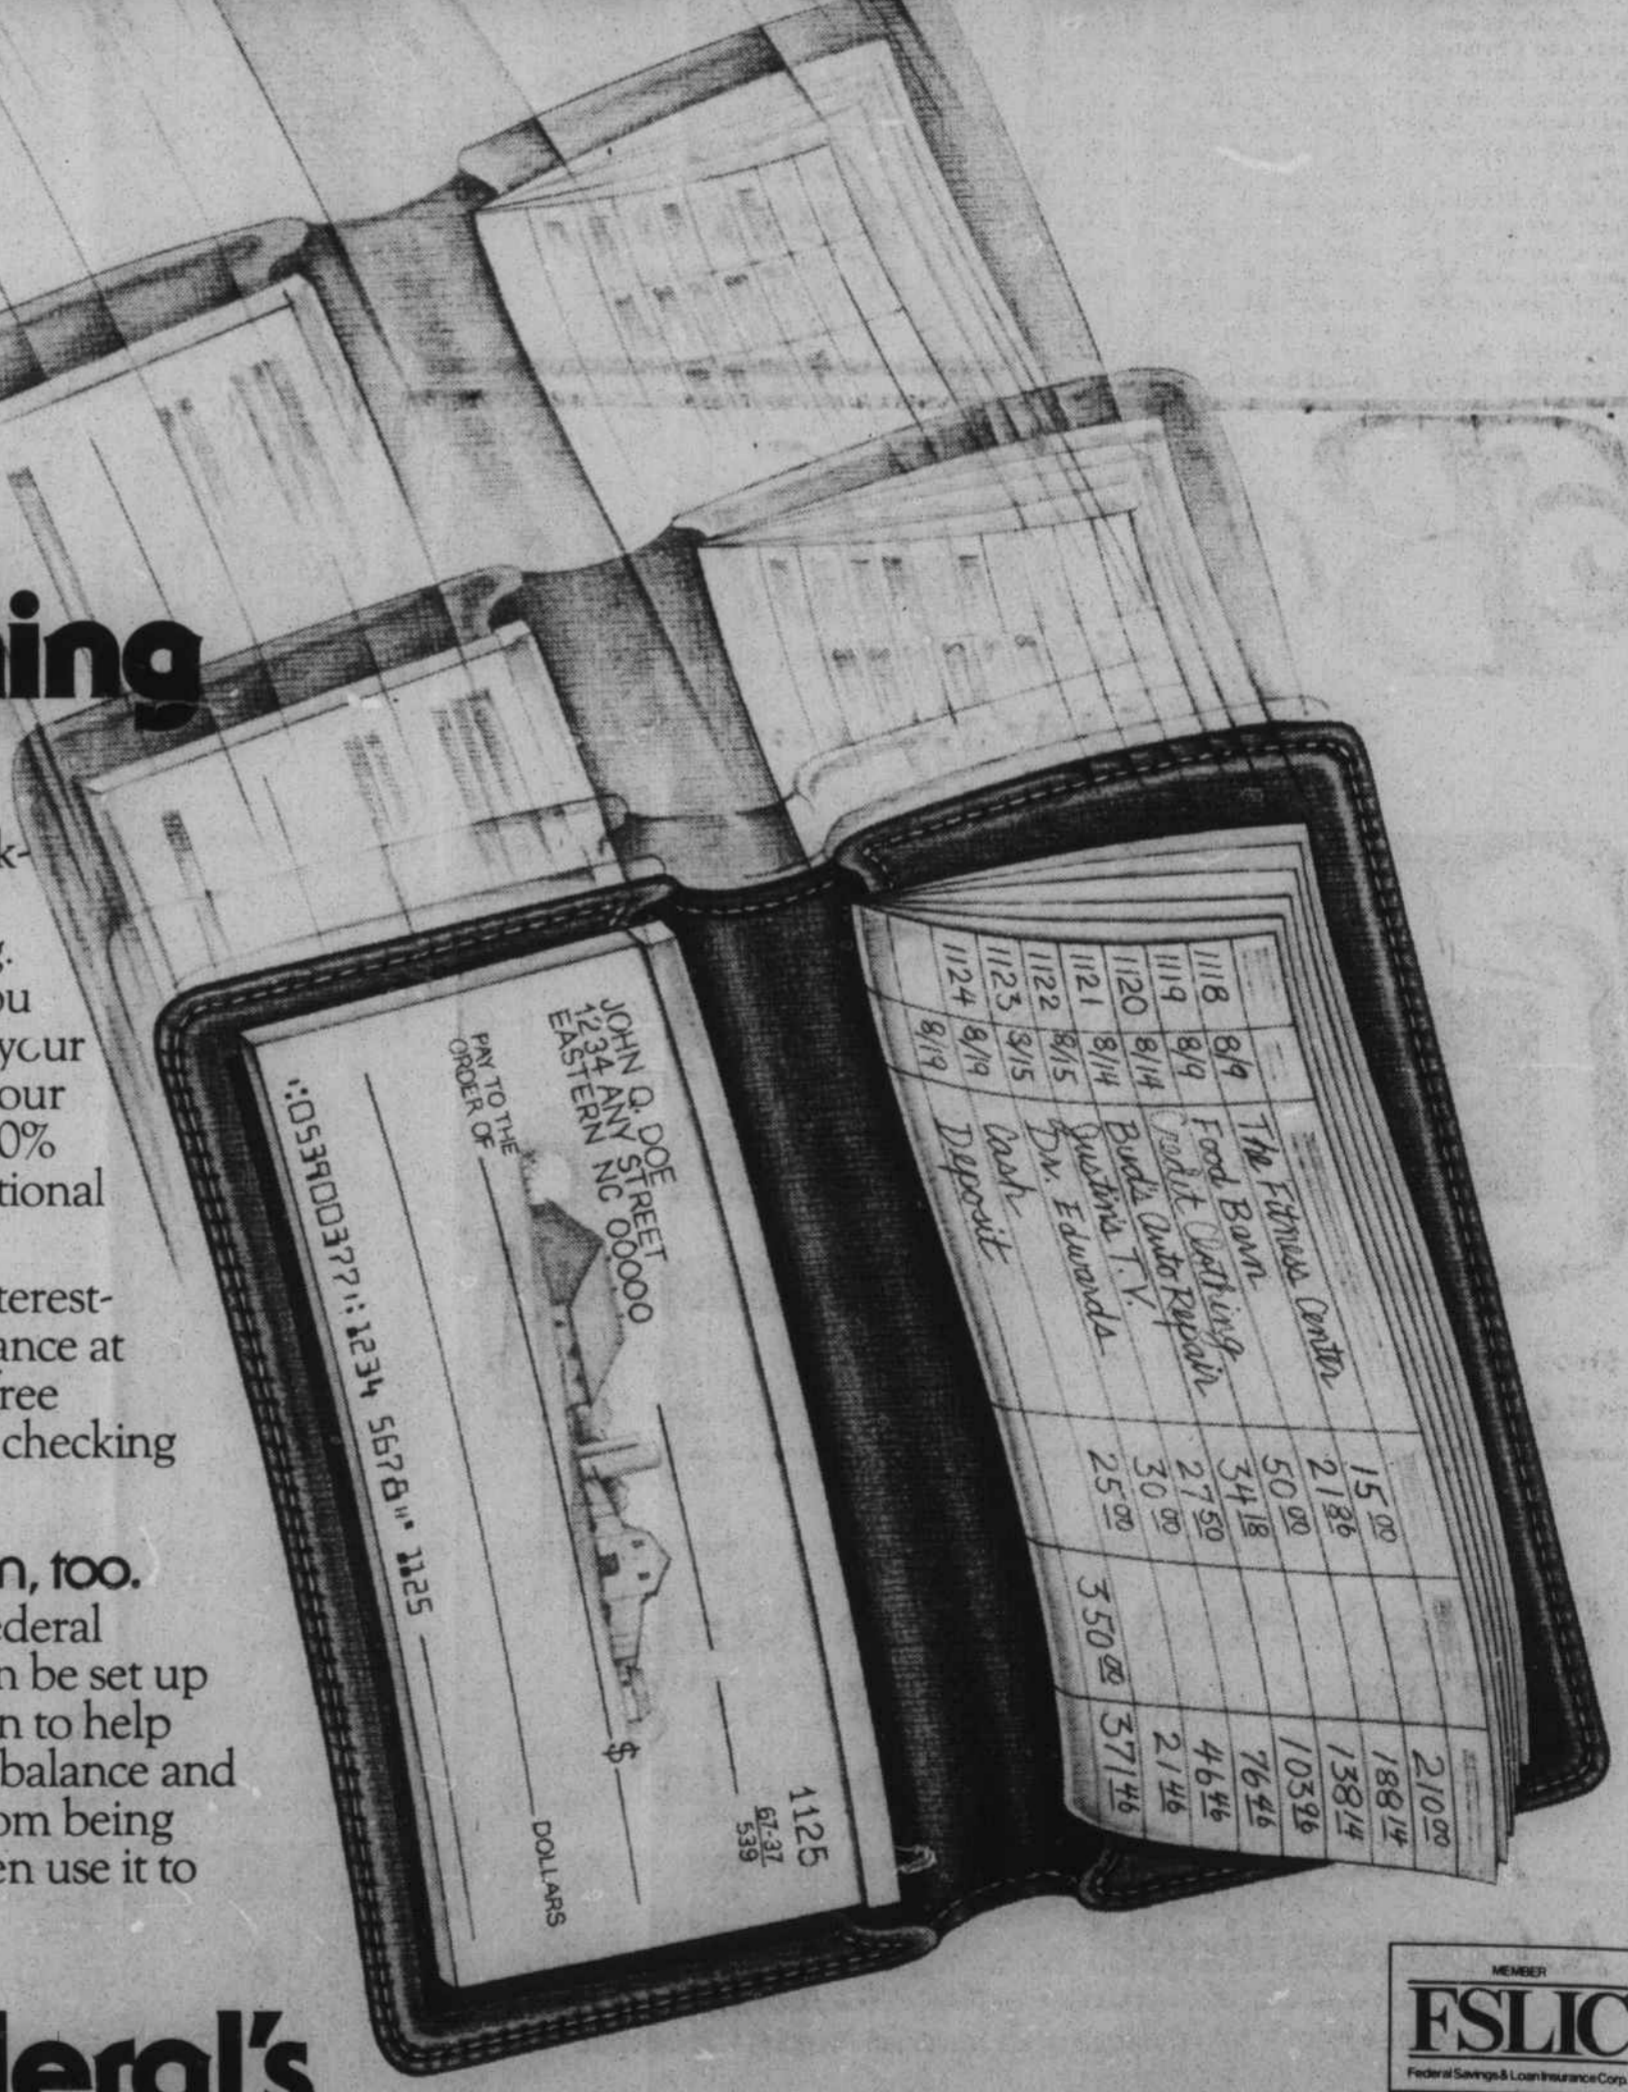 ning
k-
g.
ou
your
our
0%
tional
terest-
ance at
free
checking
n, too.
ederal
n be set up
n to help
balance and
om being
en use it to
deral's
JOHN Q. DOE
1234 ANY STREET
EASTERN NC 00000
1125
67-37
539
PAY TO THE
ORDER OF
$
DOLLARS
⑆053900377⑆1234 5678⑈ 1125
1118 8/9 The Fitness Center 15 00 210 00
1119 8/9 Food Barn 21 86 188 14
1120 8/14 Credit Clothing 50 00 138 14
1121 8/14 Bird's Auto Repair 34 18 103 96
1122 8/15 Justin's T.V. 27 50 76 46
1123 8/15 Dr. Edwards 30 00 46 46
1124 8/19 Cash 25 00 21 46
8/19 Deposit 350 00 371 46
MEMBER
FSLIC
Federal Savings & Loan Insurance Corp.